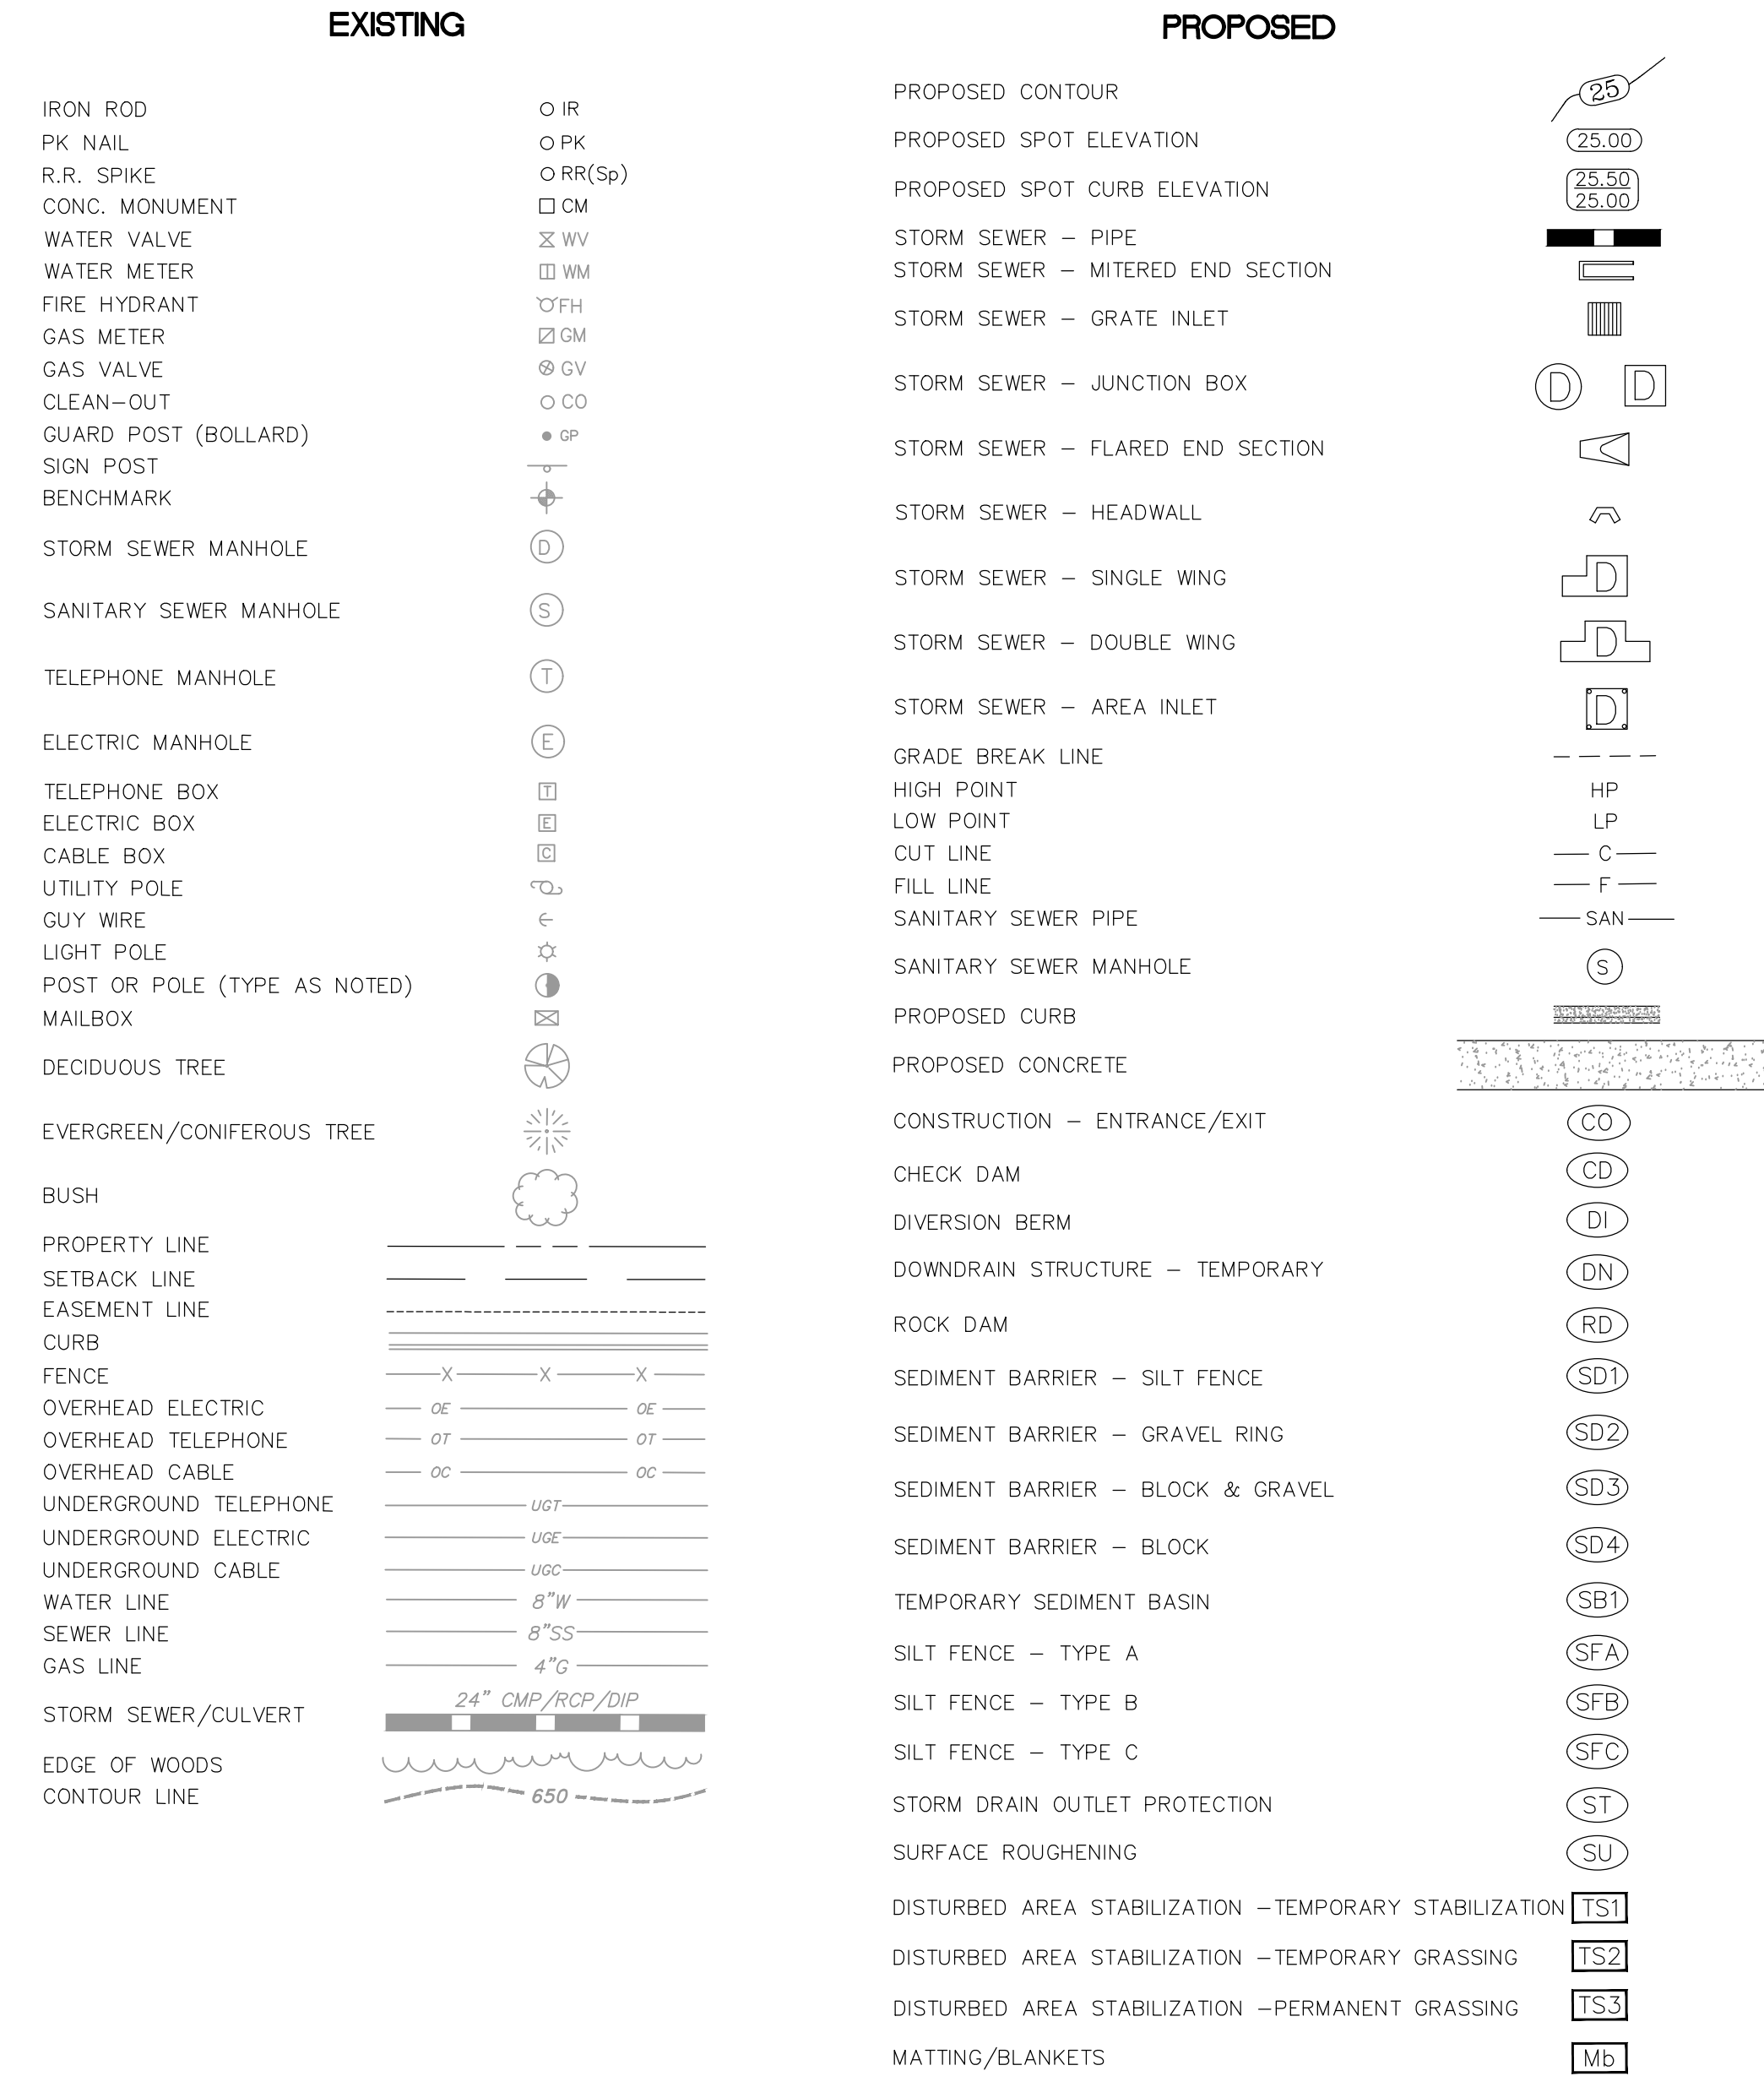 EXISTING
IRON ROD IR
PK NAIL PK
R.R. SPIKE RR(Sp)
CONC. MONUMENT CM
WATER VALVE WV
WATER METER WM
FIRE HYDRANT FH
GAS METER GM
GAS VALVE GV
CLEAN-OUT CO
GUARD POST (BOLLARD) GP
SIGN POST
BENCHMARK
STORM SEWER MANHOLE D
SANITARY SEWER MANHOLE S
TELEPHONE MANHOLE T
ELECTRIC MANHOLE E
TELEPHONE BOX T
ELECTRIC BOX E
CABLE BOX C
UTILITY POLE
GUY WIRE
LIGHT POLE
POST OR POLE (TYPE AS NOTED)
MAILBOX
DECIDUOUS TREE
EVERGREEN/CONIFEROUS TREE
BUSH
PROPERTY LINE
SETBACK LINE
EASEMENT LINE
CURB
FENCE X X X
OVERHEAD ELECTRIC OE OE
OVERHEAD TELEPHONE OT OT
OVERHEAD CABLE OC OC
UNDERGROUND TELEPHONE UGT
UNDERGROUND ELECTRIC UGE
UNDERGROUND CABLE UGC
WATER LINE 8"W
SEWER LINE 8"SS
GAS LINE 4"G
24" CMP/RCP/DIP
STORM SEWER/CULVERT
EDGE OF WOODS
CONTOUR LINE 650
PROPOSED
PROPOSED CONTOUR 25
PROPOSED SPOT ELEVATION 25.00
PROPOSED SPOT CURB ELEVATION 25.50
25.00
STORM SEWER - PIPE
STORM SEWER - MITERED END SECTION
STORM SEWER - GRATE INLET
STORM SEWER - JUNCTION BOX D D
STORM SEWER - FLARED END SECTION
STORM SEWER - HEADWALL
STORM SEWER - SINGLE WING D
STORM SEWER - DOUBLE WING D
STORM SEWER - AREA INLET D
GRADE BREAK LINE
HIGH POINT HP
LOW POINT LP
CUT LINE C
FILL LINE F
SANITARY SEWER PIPE SAN
SANITARY SEWER MANHOLE S
PROPOSED CURB
PROPOSED CONCRETE
CONSTRUCTION - ENTRANCE/EXIT CO
CHECK DAM CD
DIVERSION BERM DI
DOWNDRAIN STRUCTURE - TEMPORARY DN
ROCK DAM RD
SEDIMENT BARRIER - SILT FENCE SD1
SEDIMENT BARRIER - GRAVEL RING SD2
SEDIMENT BARRIER - BLOCK & GRAVEL SD3
SEDIMENT BARRIER - BLOCK SD4
TEMPORARY SEDIMENT BASIN SB1
SILT FENCE - TYPE A SFA
SILT FENCE - TYPE B SFB
SILT FENCE - TYPE C SFC
STORM DRAIN OUTLET PROTECTION ST
SURFACE ROUGHENING SU
DISTURBED AREA STABILIZATION -TEMPORARY STABILIZATION TS1
DISTURBED AREA STABILIZATION -TEMPORARY GRASSING TS2
DISTURBED AREA STABILIZATION -PERMANENT GRASSING TS3
MATTING/BLANKETS Mb